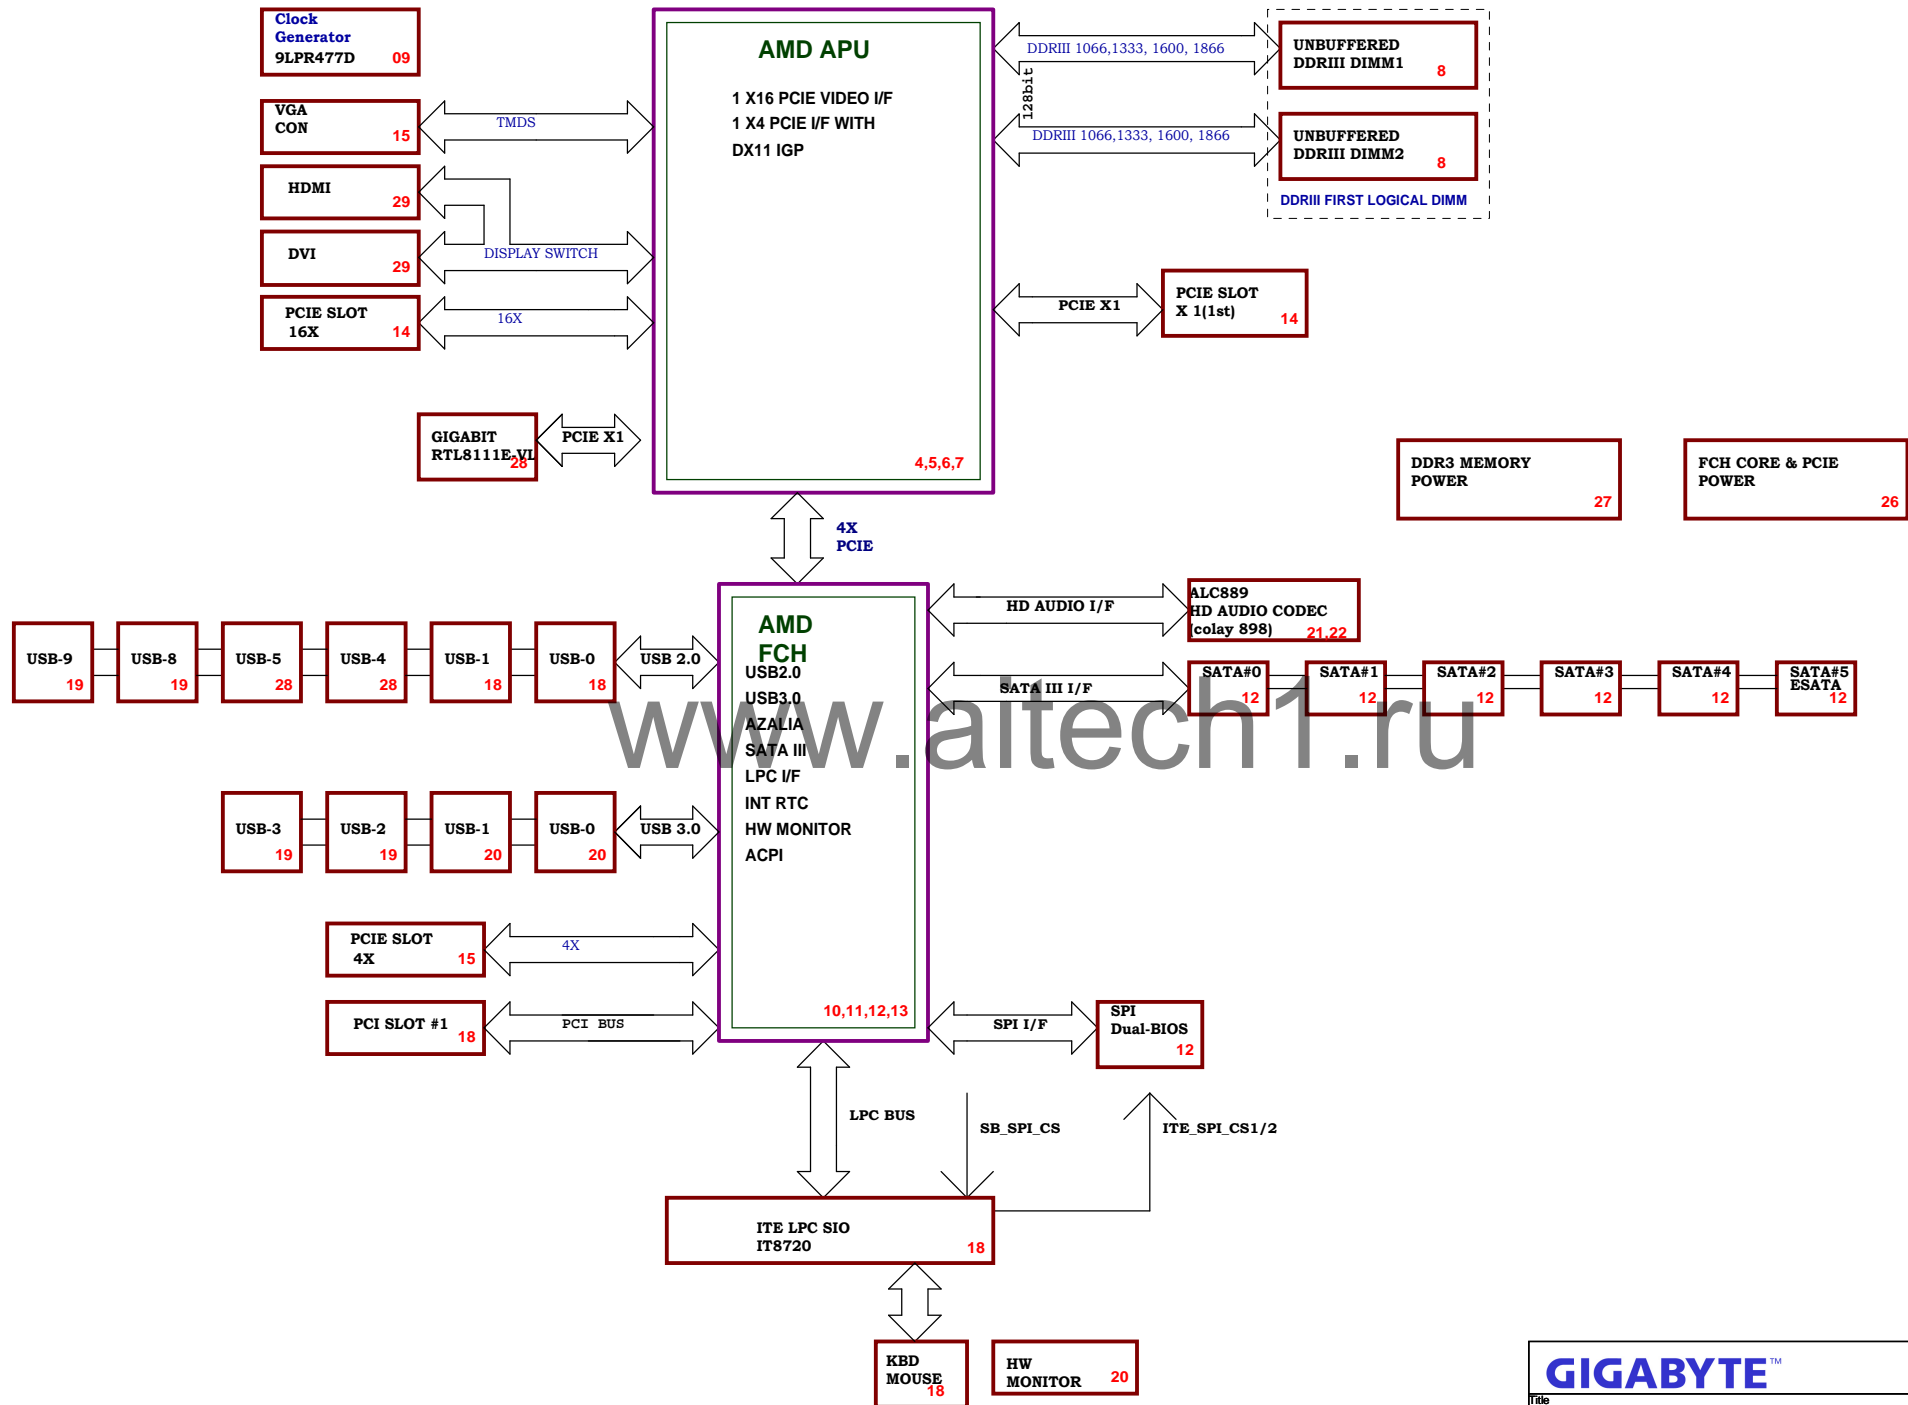 Clock
Generator
9LPR477D 09
VGA
CON 15
TMDS
HDMI 29
DVI 29
DISPLAY SWITCH
PCIE SLOT
16X 14
16X
GIGABIT
RTL8111E-VL
28
PCIE X1
AMD APU
1 X16 PCIE VIDEO I/F
1 X4 PCIE I/F WITH
DX11 IGP
4,5,6,7
DDRIII 1066,1333, 1600, 1866
128bit
DDRIII 1066,1333, 1600, 1866
UNBUFFERED
DDRIII DIMM1
8
UNBUFFERED
DDRIII DIMM2
8
DDRIII FIRST LOGICAL DIMM
PCIE X1
PCIE SLOT
X 1(1st)
14
DDR3 MEMORY
POWER
27
FCH CORE & PCIE
POWER
26
4X
PCIE
AMD
FCH
USB2.0
USB3.0
AZALIA
SATA III
LPC I/F
INT RTC
HW MONITOR
ACPI
10,11,12,13
HD AUDIO I/F
ALC889
HD AUDIO CODEC
(colay 898) 21,22
USB-9
19
USB-8
19
USB-5
28
USB-4
28
USB-1
18
USB-0
18
USB 2.0
SATA III I/F
SATA#0
12
SATA#1
12
SATA#2
12
SATA#3
12
SATA#4
12
SATA#5
ESATA
12
www.aitech1.ru
USB-3
19
USB-2
19
USB-1
20
USB-0
20
USB 3.0
PCIE SLOT
4X 15
4X
PCI SLOT #1
18
PCI BUS
SPI I/F
SPI
Dual-BIOS
12
LPC BUS
SB_SPI_CS
ITE_SPI_CS1/2
ITE LPC SIO
IT8720 18
KBD
MOUSE
18
HW
MONITOR 20
GIGABYTE™
Title